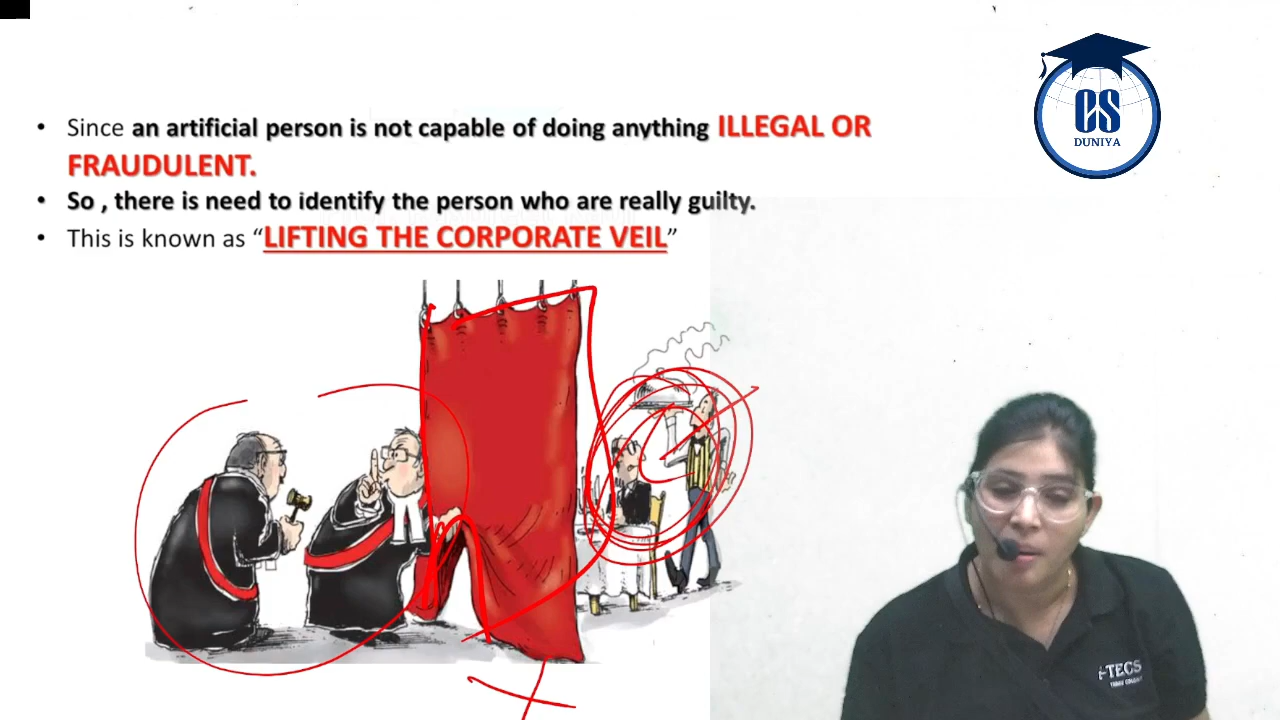 • Since an artificial person is not capable of doing anything ILLEGAL OR
FRAUDULENT.
• So , there is need to identify the person who are really guilty.
• This is known as “LIFTING THE CORPORATE VEIL”
CS
DUNIYA
i-TECS